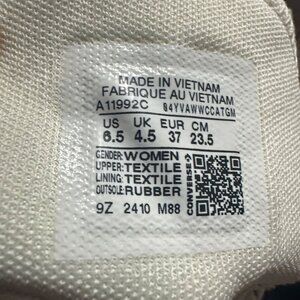 MADE IN VIETNAM
FABRIQUE AU VIETNAM
A11992C 84YVAWWCCATGM
US UK EUR CM
6.5 4.5 37 23.5
GENDER: WOMEN
UPPER: TEXTILE
LINING: TEXTILE
OUTSOLE: RUBBER
CONVERSE
9Z 2410 M88